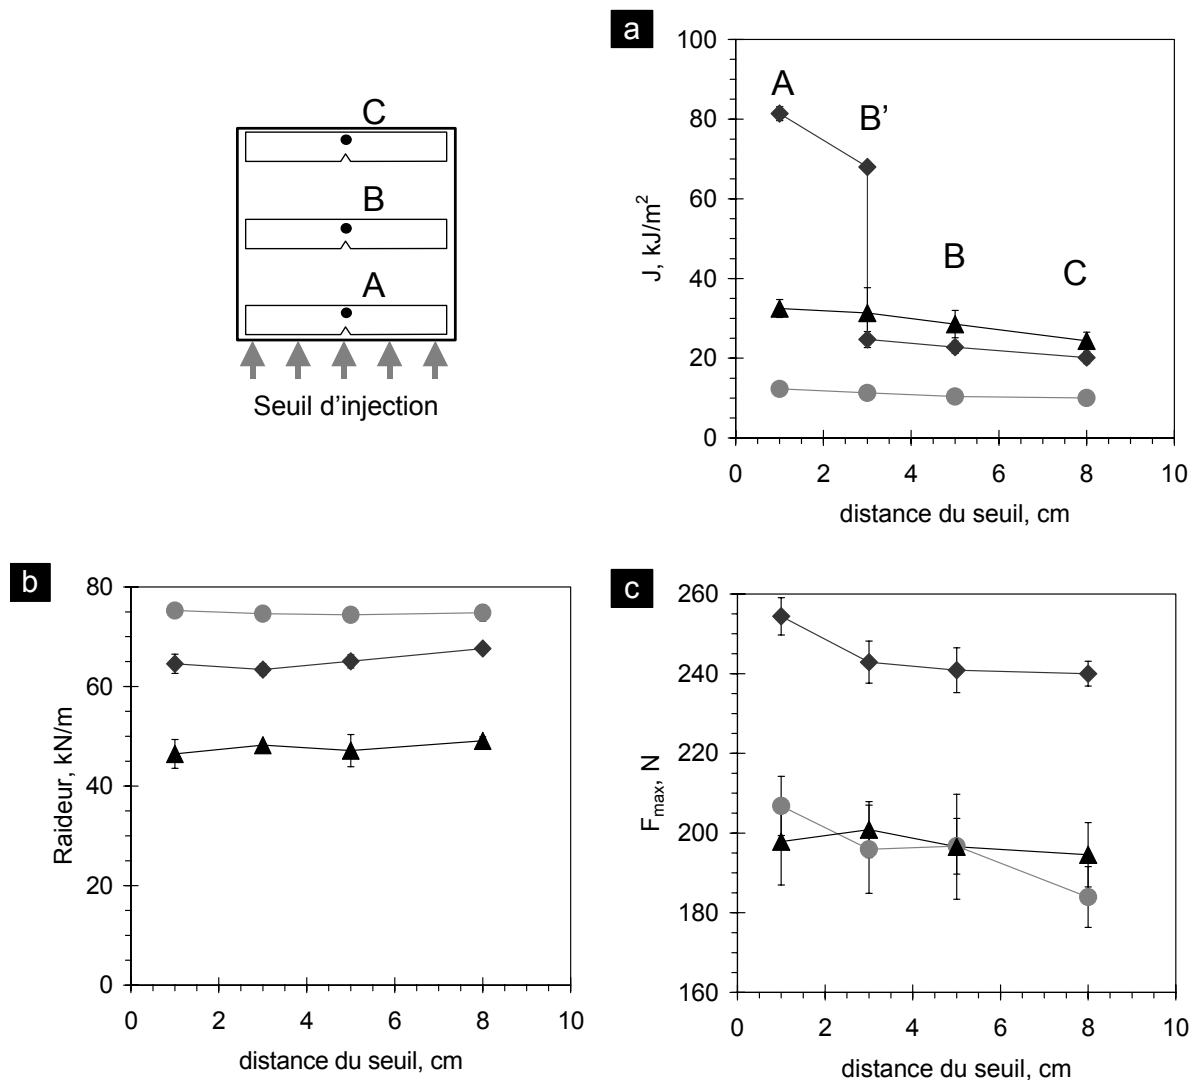 C
B
A
Seuil d'injection
a
100
80
60
40
20
0
J, kJ/m²
A
B'
B
C
0 2 4 6 8 10
distance du seuil, cm
b
80
60
40
20
0
Raideur, kN/m
0 2 4 6 8 10
distance du seuil, cm
c
260
240
220
200
180
160
Fmax, N
0 2 4 6 8 10
distance du seuil, cm